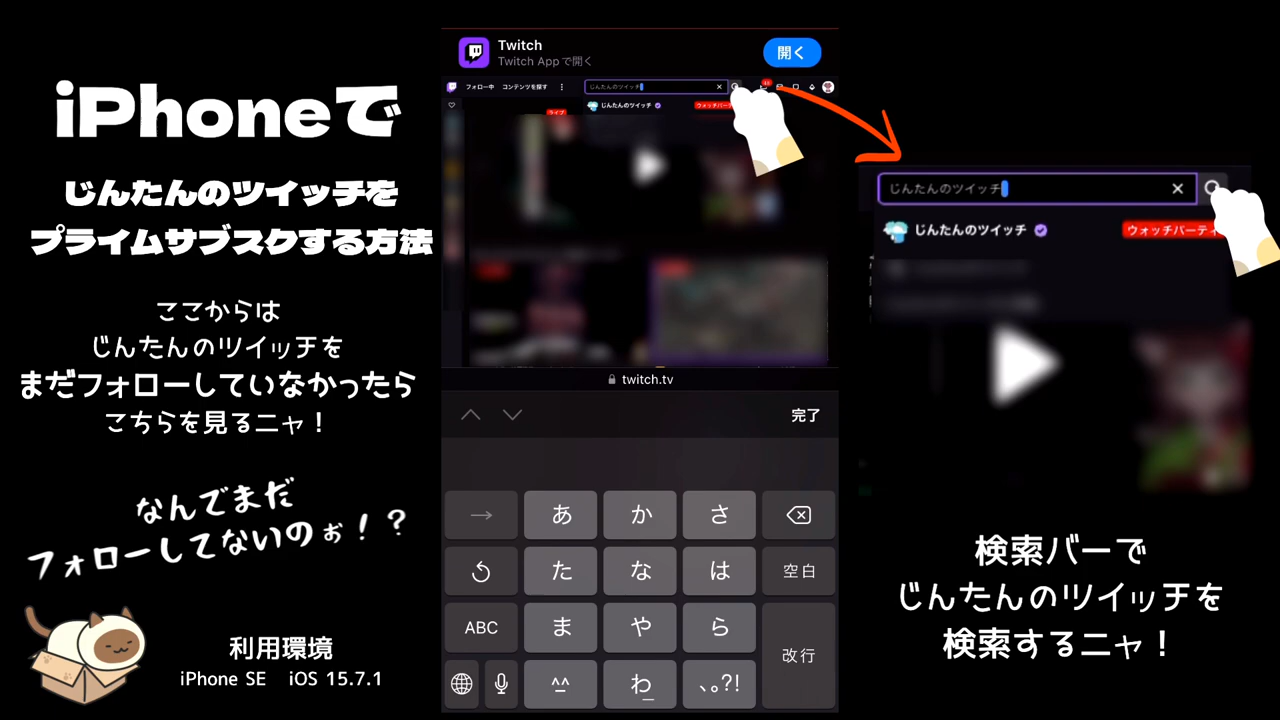 iPhoneで
じんたんのツイッチを
プライムサブスクする方法
ここからは
じんたんのツイッチを
まだフォローしていなかったら
こちらを見るニャ！
なんでまだ
フォローしてないのぉ！？
利用環境
iPhone SE iOS 15.7.1
Twitch
Twitch App で開く
開く
フォロー中 コンテンツを探す
じんたんのツイッチ
じんたんのツイッチ
ウォッチパーテ
ライブ
twitch.tv
完了
→ あ か さ
た な は 空白
ABC ま や ら
改行
^^ わ 、。?!
じんたんのツイッチ
じんたんのツイッチ
ウォッチパーティ
検索バーで
じんたんのツイッチを
検索するニャ！